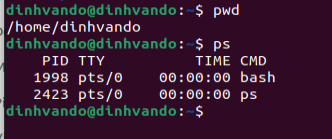 dinhvando@dinhvando:~$ pwd
/home/dinhvando
dinhvando@dinhvando:~$ ps
    PID TTY          TIME CMD
   1998 pts/0    00:00:00 bash
   2423 pts/0    00:00:00 ps
dinhvando@dinhvando:~$